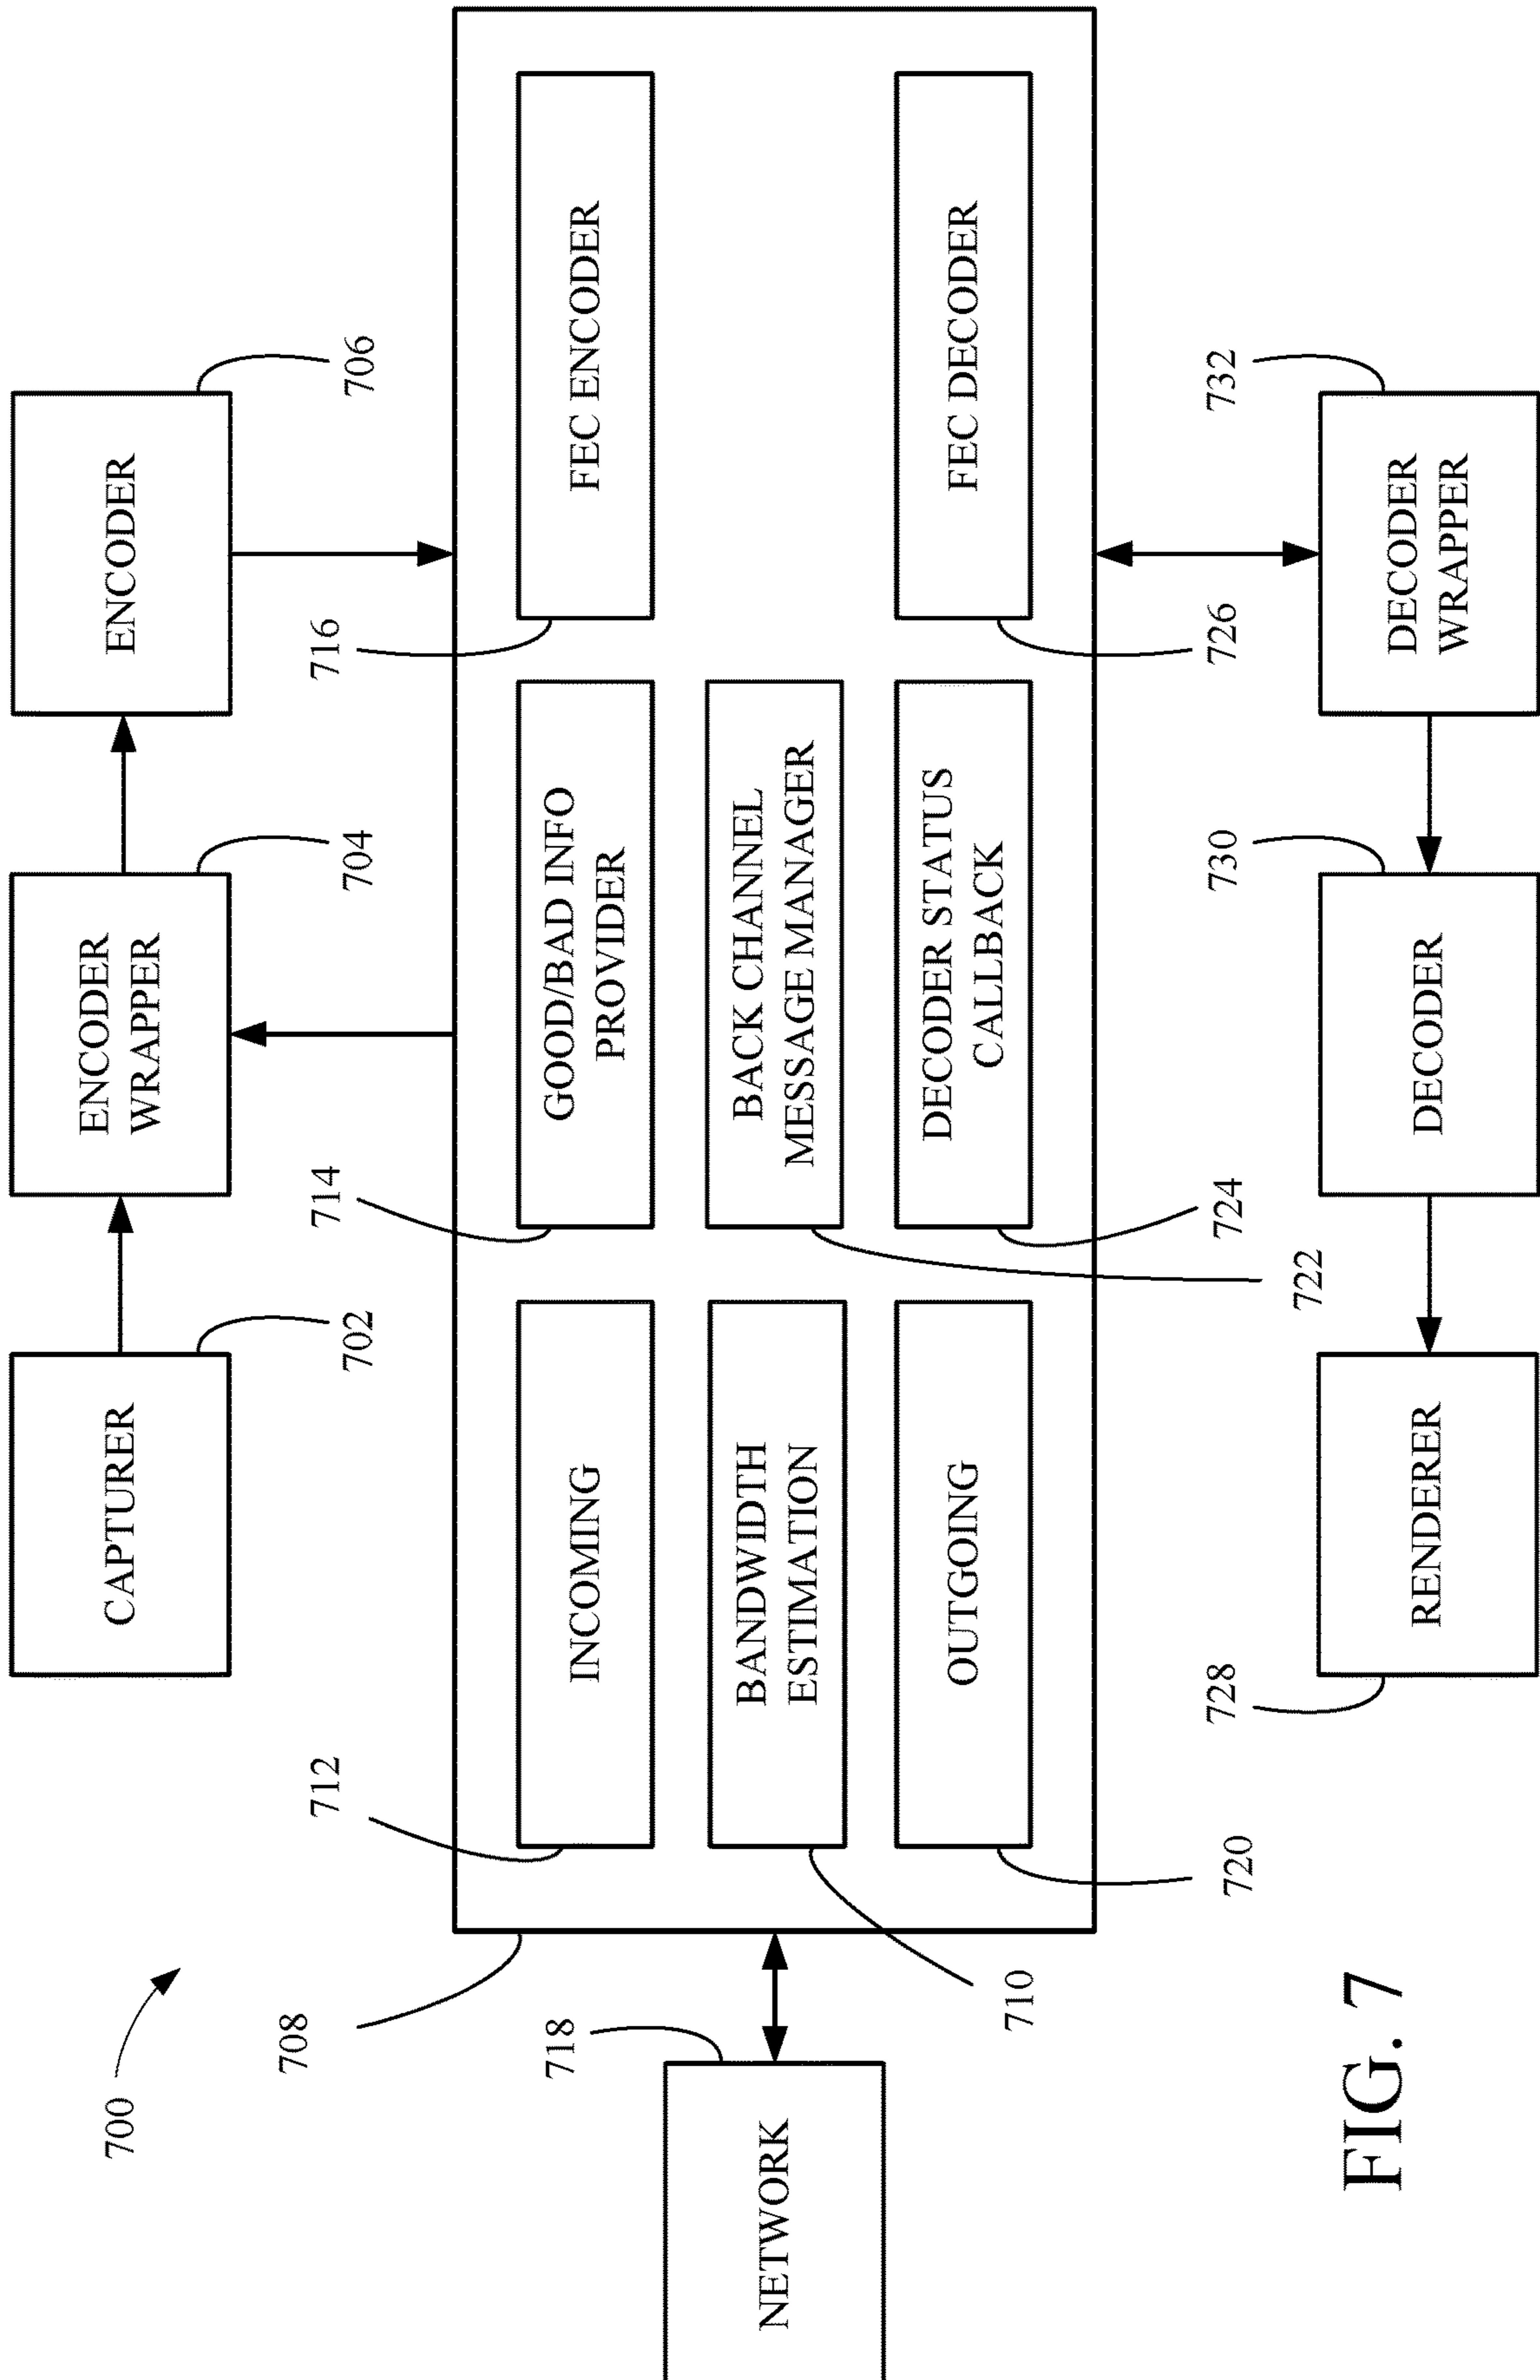 700
CAPTURER
702
ENCODER
WRAPPER
704
ENCODER
706
708
712
INCOMING
714
GOOD/BAD INFO
PROVIDER
716
FEC ENCODER
718
NETWORK
BANDWIDTH
ESTIMATION
710
BACK CHANNEL
MESSAGE MANAGER
722
OUTGOING
720
DECODER STATUS
CALLBACK
724
FEC DECODER
726
728
RENDERER
730
DECODER
732
DECODER
WRAPPER
FIG. 7